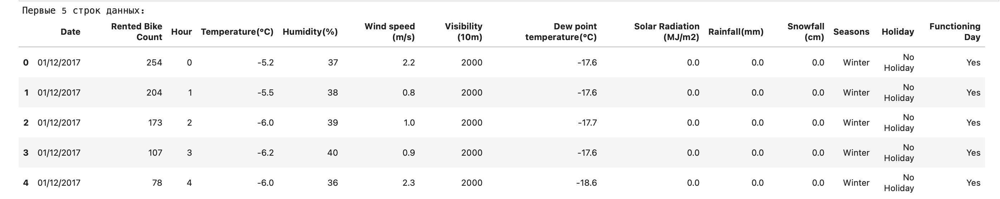 Первые 5 строк данных:
Date Rented Bike Count Hour Temperature(°C) Humidity(%) Wind speed (m/s) Visibility (10m) Dew point temperature(°C) Solar Radiation (MJ/m2) Rainfall(mm) Snowfall (cm) Seasons Holiday Functioning Day
0 01/12/2017 254 0 -5.2 37 2.2 2000 -17.6 0.0 0.0 0.0 Winter No Holiday Yes
1 01/12/2017 204 1 -5.5 38 0.8 2000 -17.6 0.0 0.0 0.0 Winter No Holiday Yes
2 01/12/2017 173 2 -6.0 39 1.0 2000 -17.7 0.0 0.0 0.0 Winter No Holiday Yes
3 01/12/2017 107 3 -6.2 40 0.9 2000 -17.6 0.0 0.0 0.0 Winter No Holiday Yes
4 01/12/2017 78 4 -6.0 36 2.3 2000 -18.6 0.0 0.0 0.0 Winter No Holiday Yes